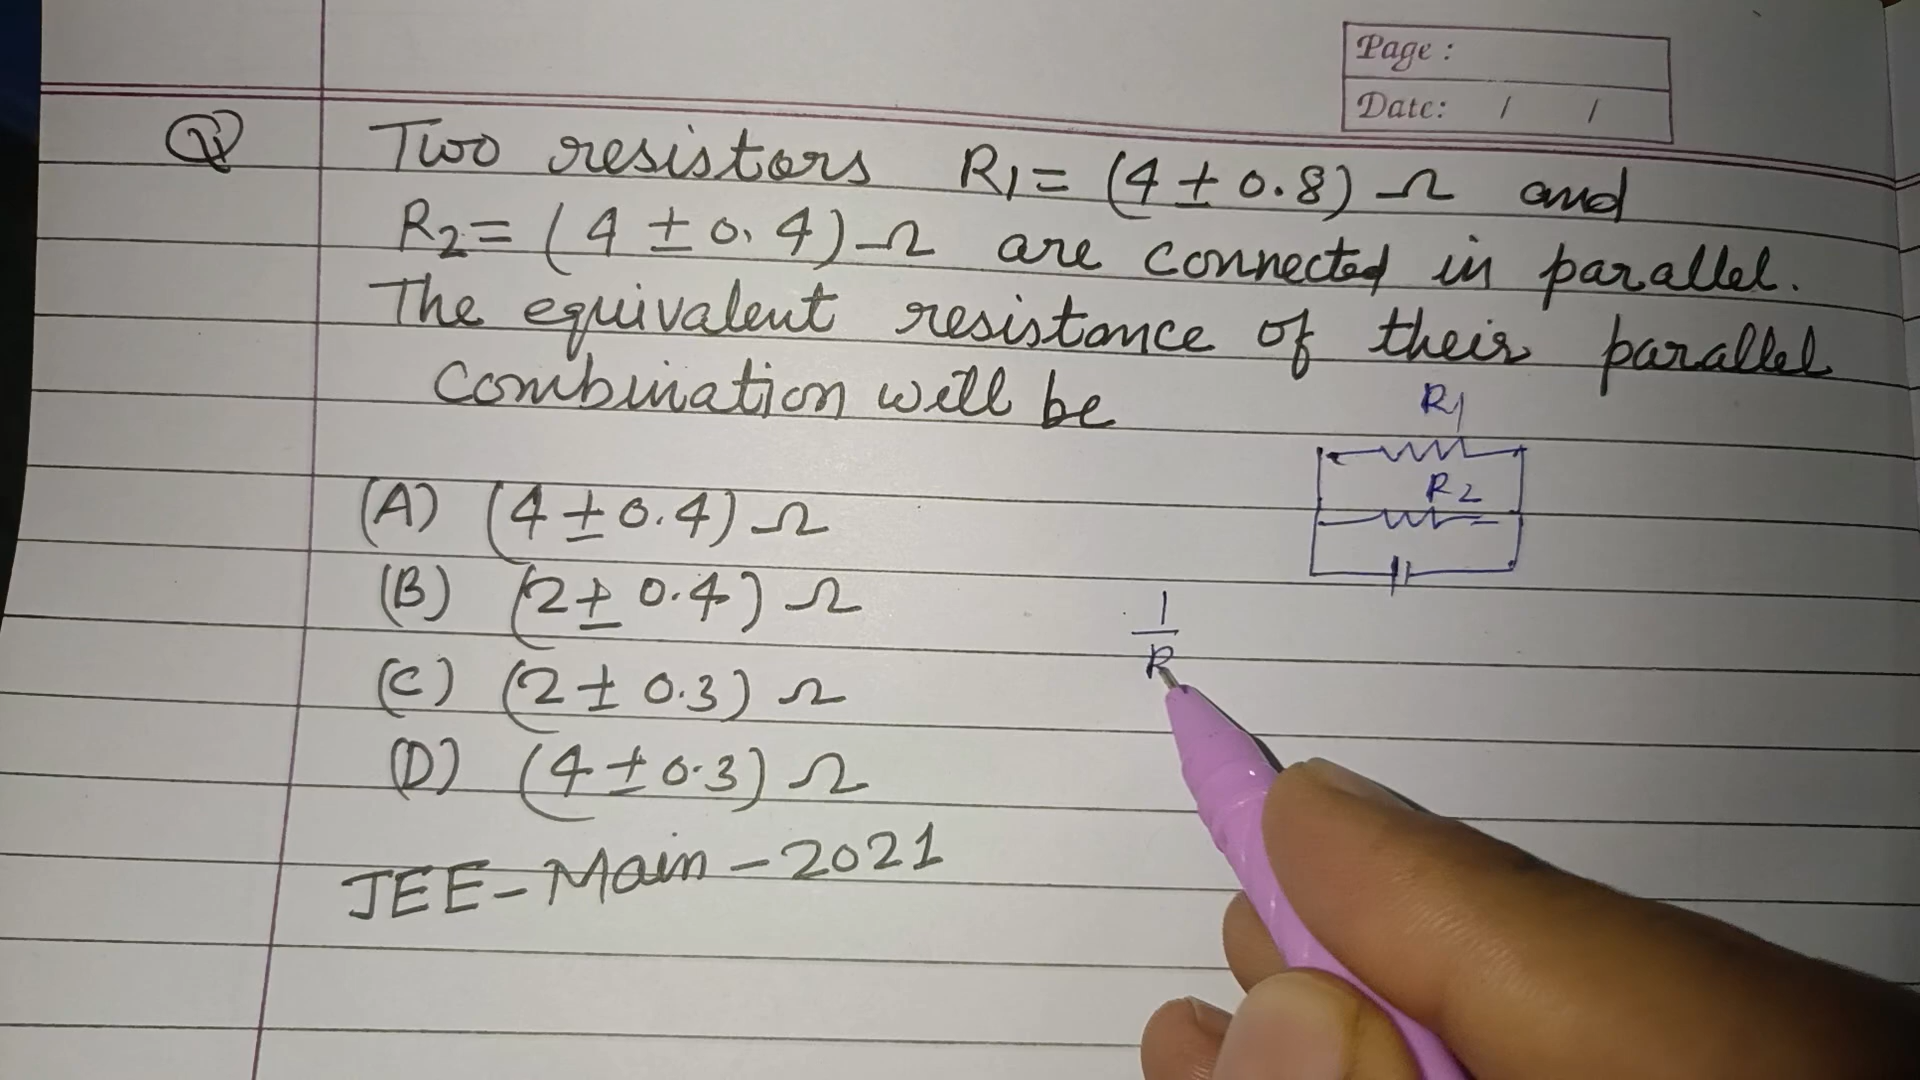 Page :
Date: / /
Q Two resistors R1 = (4 ± 0.8) Ω and
R2 = (4 ± 0.4) Ω are connected in parallel.
The equivalent resistance of their parallel
Combination will be
R1
R2
(A) (4 ± 0.4) Ω
(B) (2 ± 0.4) Ω
1
R
(C) (2 ± 0.3) Ω
(D) (4 ± 0.3) Ω
JEE - Main - 2021